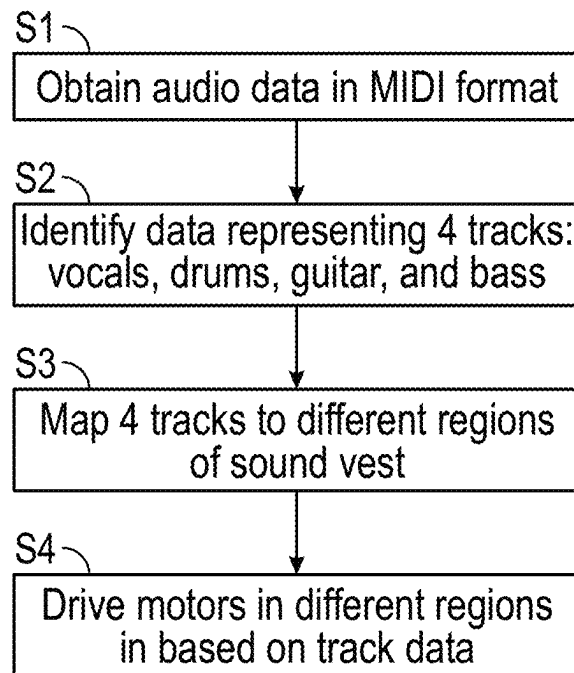 S1
Obtain audio data in MIDI format
S2
Identify data representing 4 tracks:
vocals, drums, guitar, and bass
S3
Map 4 tracks to different regions
of sound vest
S4
Drive motors in different regions
in based on track data